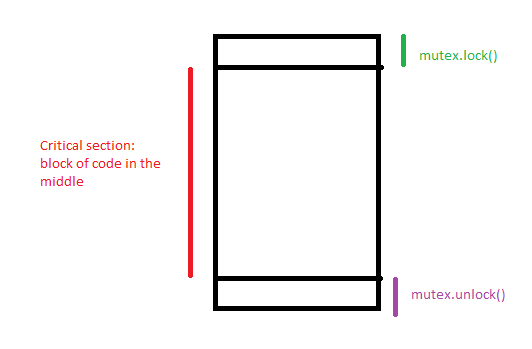 mutex.lock()
Critical section:
block of code in the
middle
mutex.unlock()